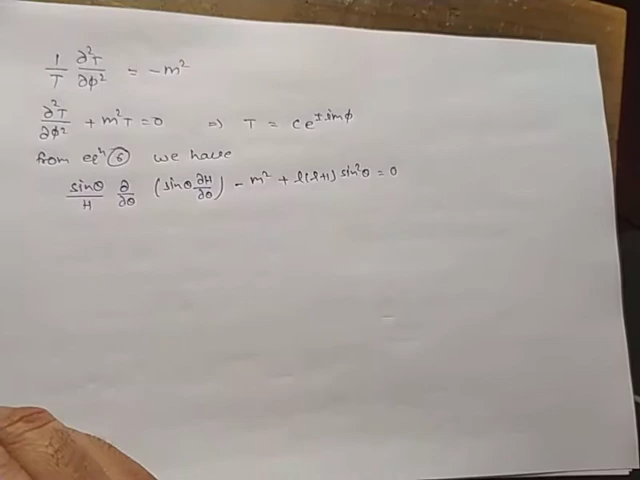 1/T ∂²T/∂φ² = -m²
∂²T/∂φ² + m²T = 0 ⇒ T = Ce^±imφ
from eqⁿ ⑥ we have
sinθ/H ∂/∂θ (sinθ ∂H/∂θ) - m² + l(l+1) sin²θ = 0